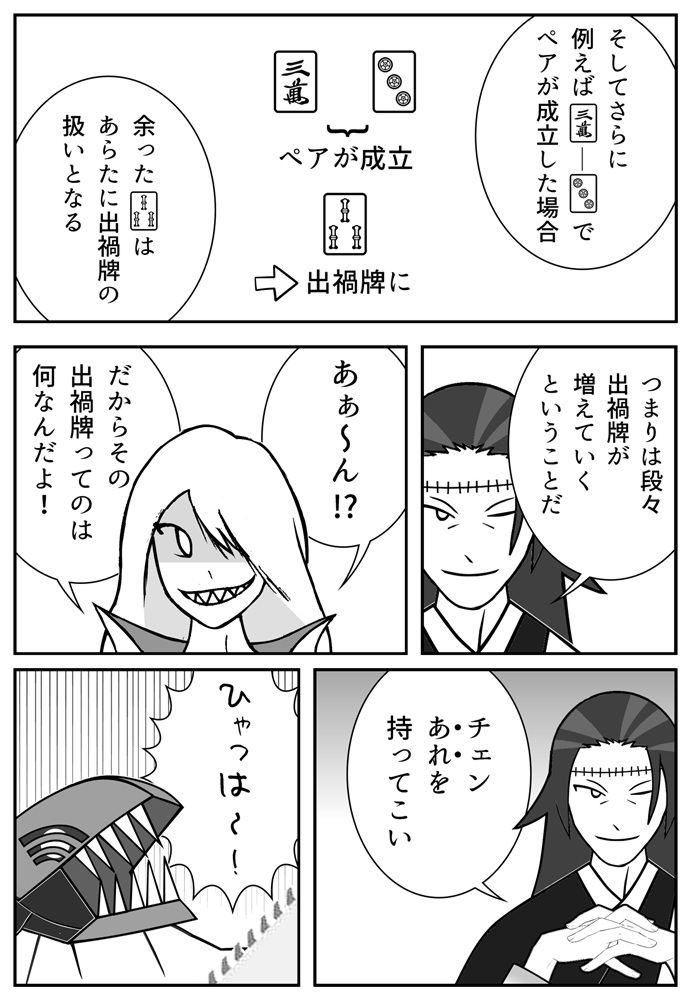 そしてさらに
例えば三萬―で
ペアが成立した場合
三萬
ペアが成立
出禍牌に
余ったは
あらたに出禍牌の
扱いとなる
つまりは段々
出禍牌が
増えていく
ということだ
あぁ〜ん!?
だからその
出禍牌ってのは
何なんだよ！
チェン
あれを
持ってこい
ひゃっは〜！